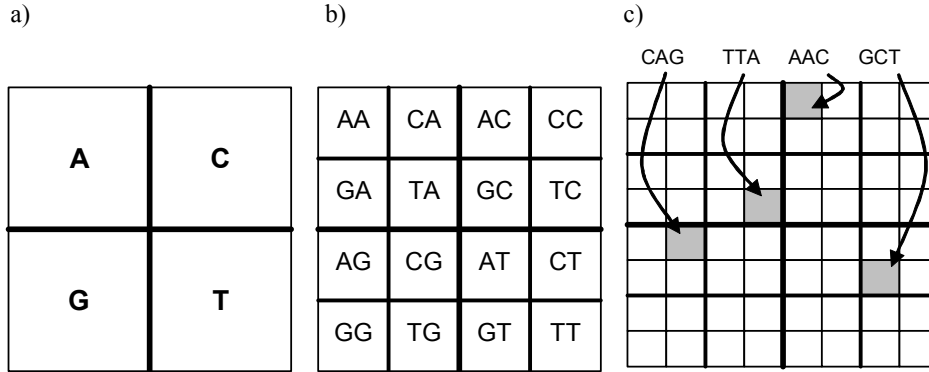 a)
b)
c)
CAG TTA AAC GCT
A C
G T
AA CA AC CC
GA TA GC TC
AG CG AT CT
GG TG GT TT